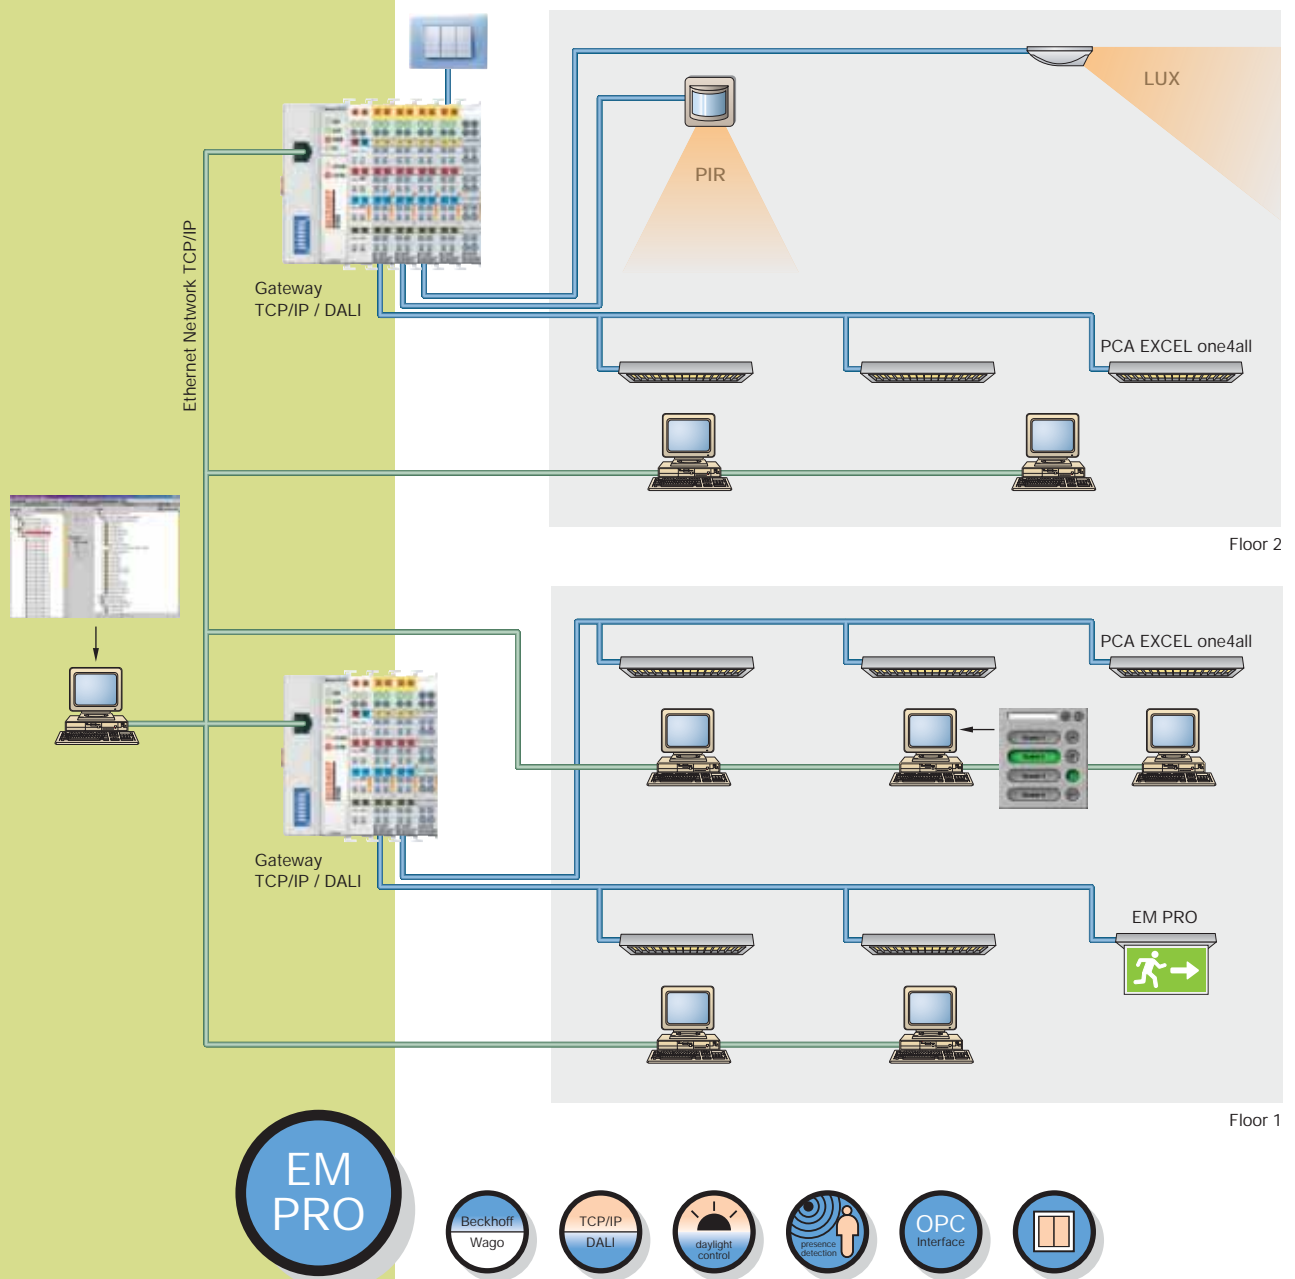 LUX
PIR
Ethernet Network TCP/IP
Gateway
TCP/IP / DALI
PCA EXCEL one4all
Floor 2
PCA EXCEL one4all
Gateway
TCP/IP / DALI
EM PRO
Floor 1
EM
PRO
Beckhoff
Wago
TCP/IP
DALI
daylight
control
presence
detection
OPC
Interface